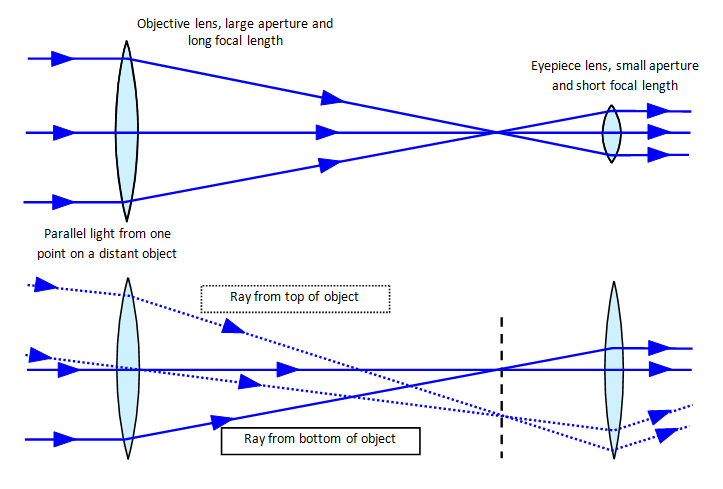 Objective lens, large aperture and
long focal length
Eyepiece lens, small aperture
and short focal length
Parallel light from one
point on a distant object
Ray from top of object
Ray from bottom of object